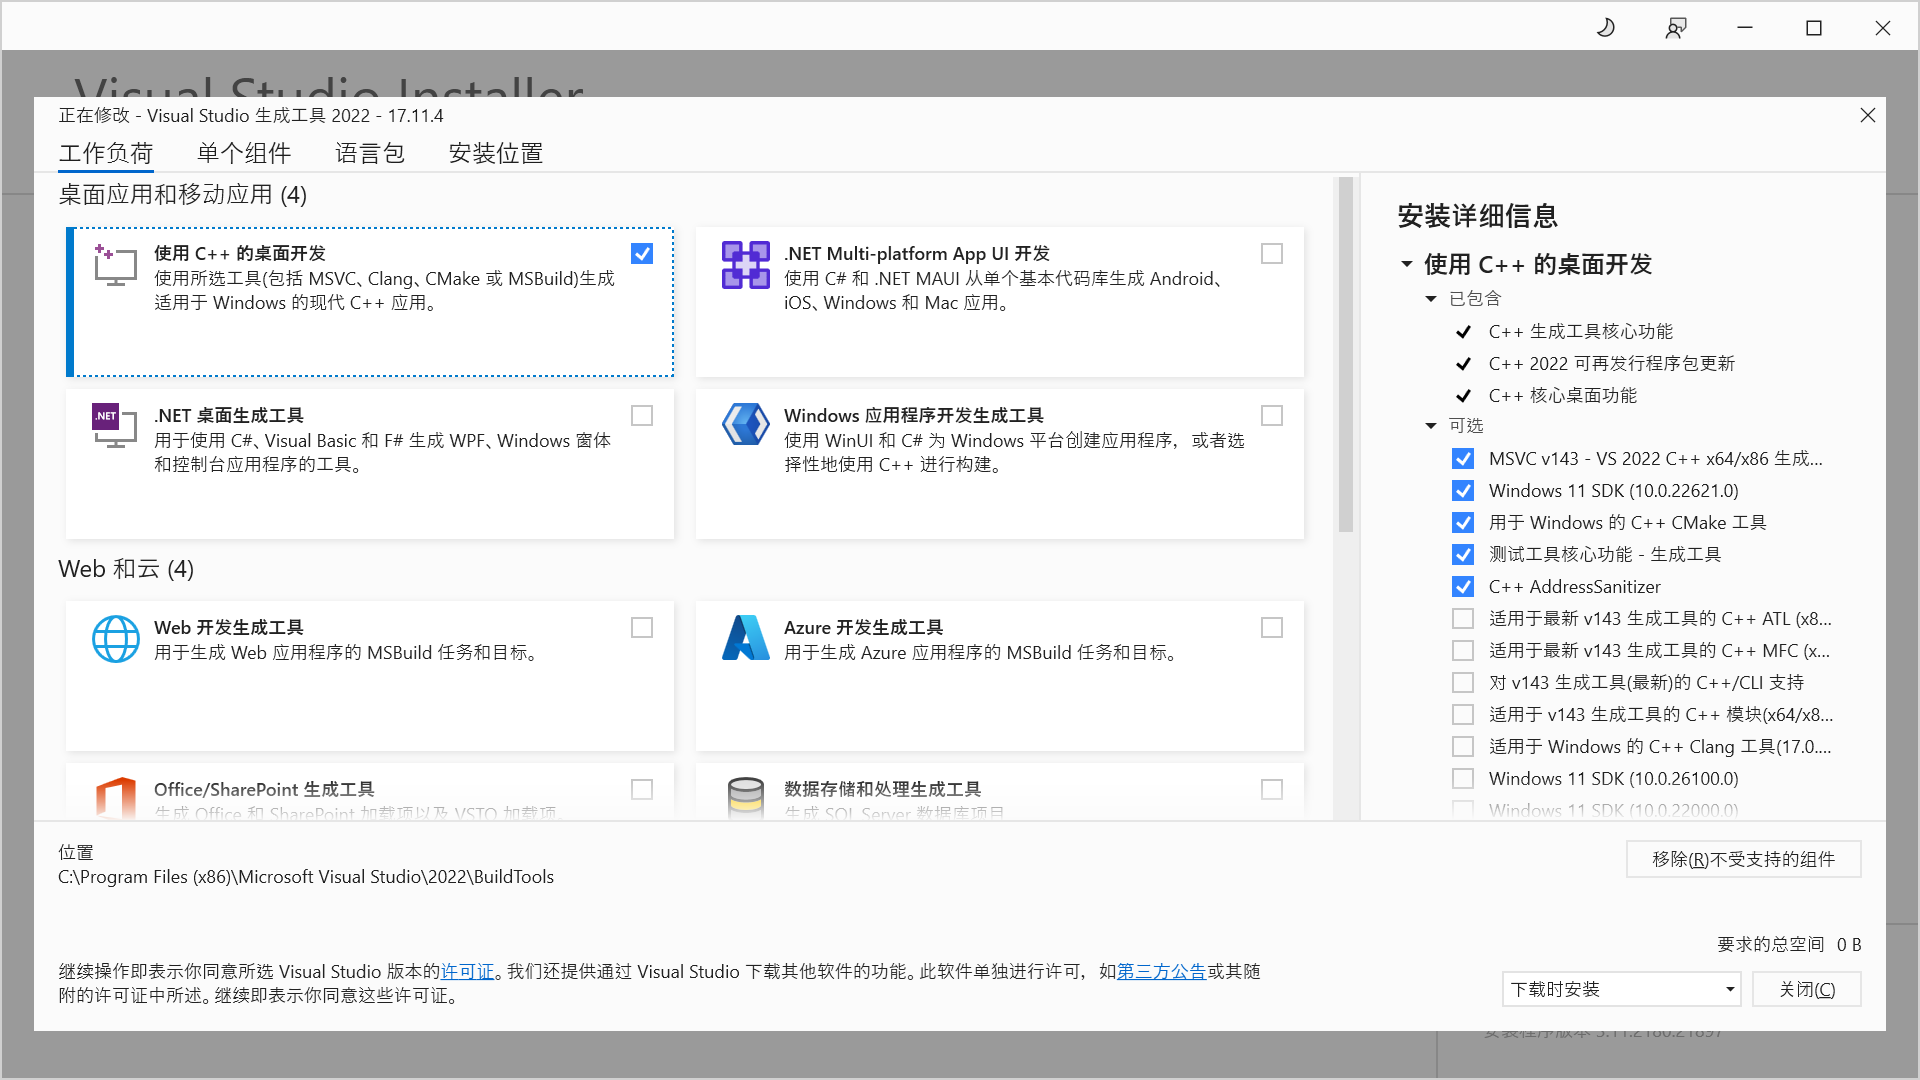 Visual Studio Installer
正在修改 - Visual Studio 生成工具 2022 - 17.11.4
工作负荷 单个组件 语言包 安装位置
桌面应用和移动应用 (4)
使用 C++ 的桌面开发
使用所选工具(包括 MSVC、Clang、CMake 或 MSBuild)生成
适用于 Windows 的现代 C++ 应用。
.NET Multi-platform App UI 开发
使用 C# 和 .NET MAUI 从单个基本代码库生成 Android、
iOS、Windows 和 Mac 应用。
.NET
.NET 桌面生成工具
用于使用 C#、Visual Basic 和 F# 生成 WPF、Windows 窗体
和控制台应用程序的工具。
Windows 应用程序开发生成工具
使用 WinUI 和 C# 为 Windows 平台创建应用程序，或者选
择性地使用 C++ 进行构建。
Web 和云 (4)
Web 开发生成工具
用于生成 Web 应用程序的 MSBuild 任务和目标。
Azure 开发生成工具
用于生成 Azure 应用程序的 MSBuild 任务和目标。
Office/SharePoint 生成工具
生成 Office 和 SharePoint 加载项以及 VSTO 加载项。
数据存储和处理生成工具
生成 SQL Server 数据库项目
安装详细信息
使用 C++ 的桌面开发
已包含
C++ 生成工具核心功能
C++ 2022 可再发行程序包更新
C++ 核心桌面功能
可选
MSVC v143 - VS 2022 C++ x64/x86 生成...
Windows 11 SDK (10.0.22621.0)
用于 Windows 的 C++ CMake 工具
测试工具核心功能 - 生成工具
C++ AddressSanitizer
适用于最新 v143 生成工具的 C++ ATL (x8...
适用于最新 v143 生成工具的 C++ MFC (x...
对 v143 生成工具(最新)的 C++/CLI 支持
适用于 v143 生成工具的 C++ 模块(x64/x8...
适用于 Windows 的 C++ Clang 工具(17.0....
Windows 11 SDK (10.0.26100.0)
Windows 11 SDK (10.0.22000.0)
位置
C:\Program Files (x86)\Microsoft Visual Studio\2022\BuildTools
移除(R)不受支持的组件
要求的总空间 0 B
继续操作即表示你同意所选 Visual Studio 版本的许可证。我们还提供通过 Visual Studio 下载其他软件的功能。此软件单独进行许可，如第三方公告或其随
附的许可证中所述。继续即表示你同意这些许可证。
下载时安装
关闭(C)
安装程序版本 3.11.2180.21897